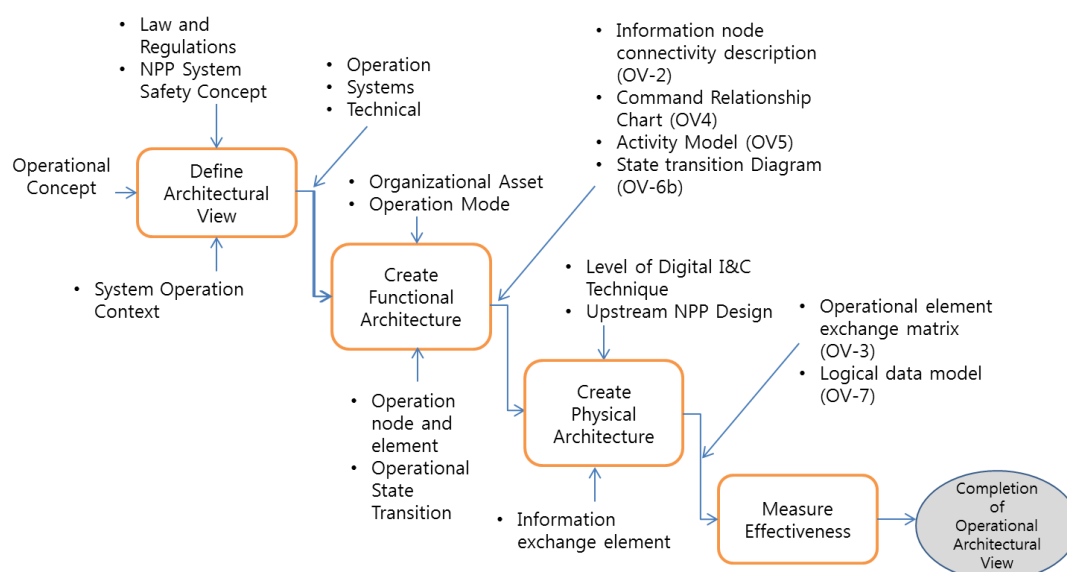 • Law and
Regulations
• NPP System
Safety Concept
• Operation
• Systems
• Technical
• Information node
connectivity description
(OV-2)
• Command Relationship
Chart (OV4)
• Activity Model (OV5)
• State transition Diagram
(OV-6b)
Operational
Concept
Define
Architectural
View
• System Operation
Context
• Organizational Asset
• Operation Mode
Create
Functional
Architecture
• Operation
node and
element
• Operational
State
Transition
• Level of Digital I&C
Technique
• Upstream NPP Design
Create
Physical
Architecture
• Information
exchange element
• Operational element
exchange matrix
(OV-3)
• Logical data model
(OV-7)
Measure
Effectiveness
Completion
of
Operational
Architectural
View